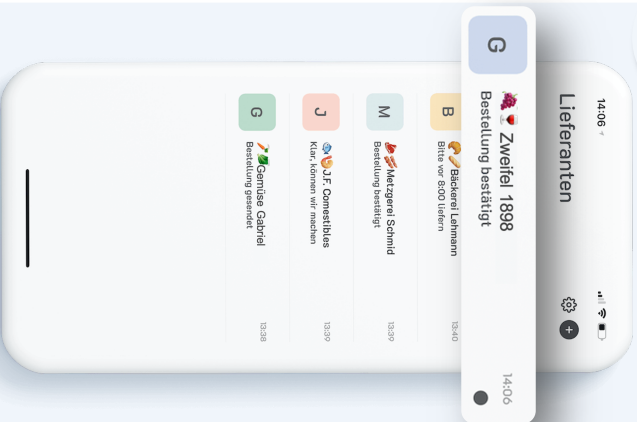 14:06
Lieferanten
G
🍇🍷 Zweifel 1898
Bestellung bestätigt
14:06
B
🥐🥖Bäckerei Lehmann
Bitte vor 8:00 liefern
13:40
M
🥩🥓Metzgerei Schmid
Bestellung bestätigt
13:39
J
🐟🍤J.F. Comestibles
Klar, können wir machen
13:39
G
🥕🥬Gemüse Gabriel
Bestellung gesendet
13:38